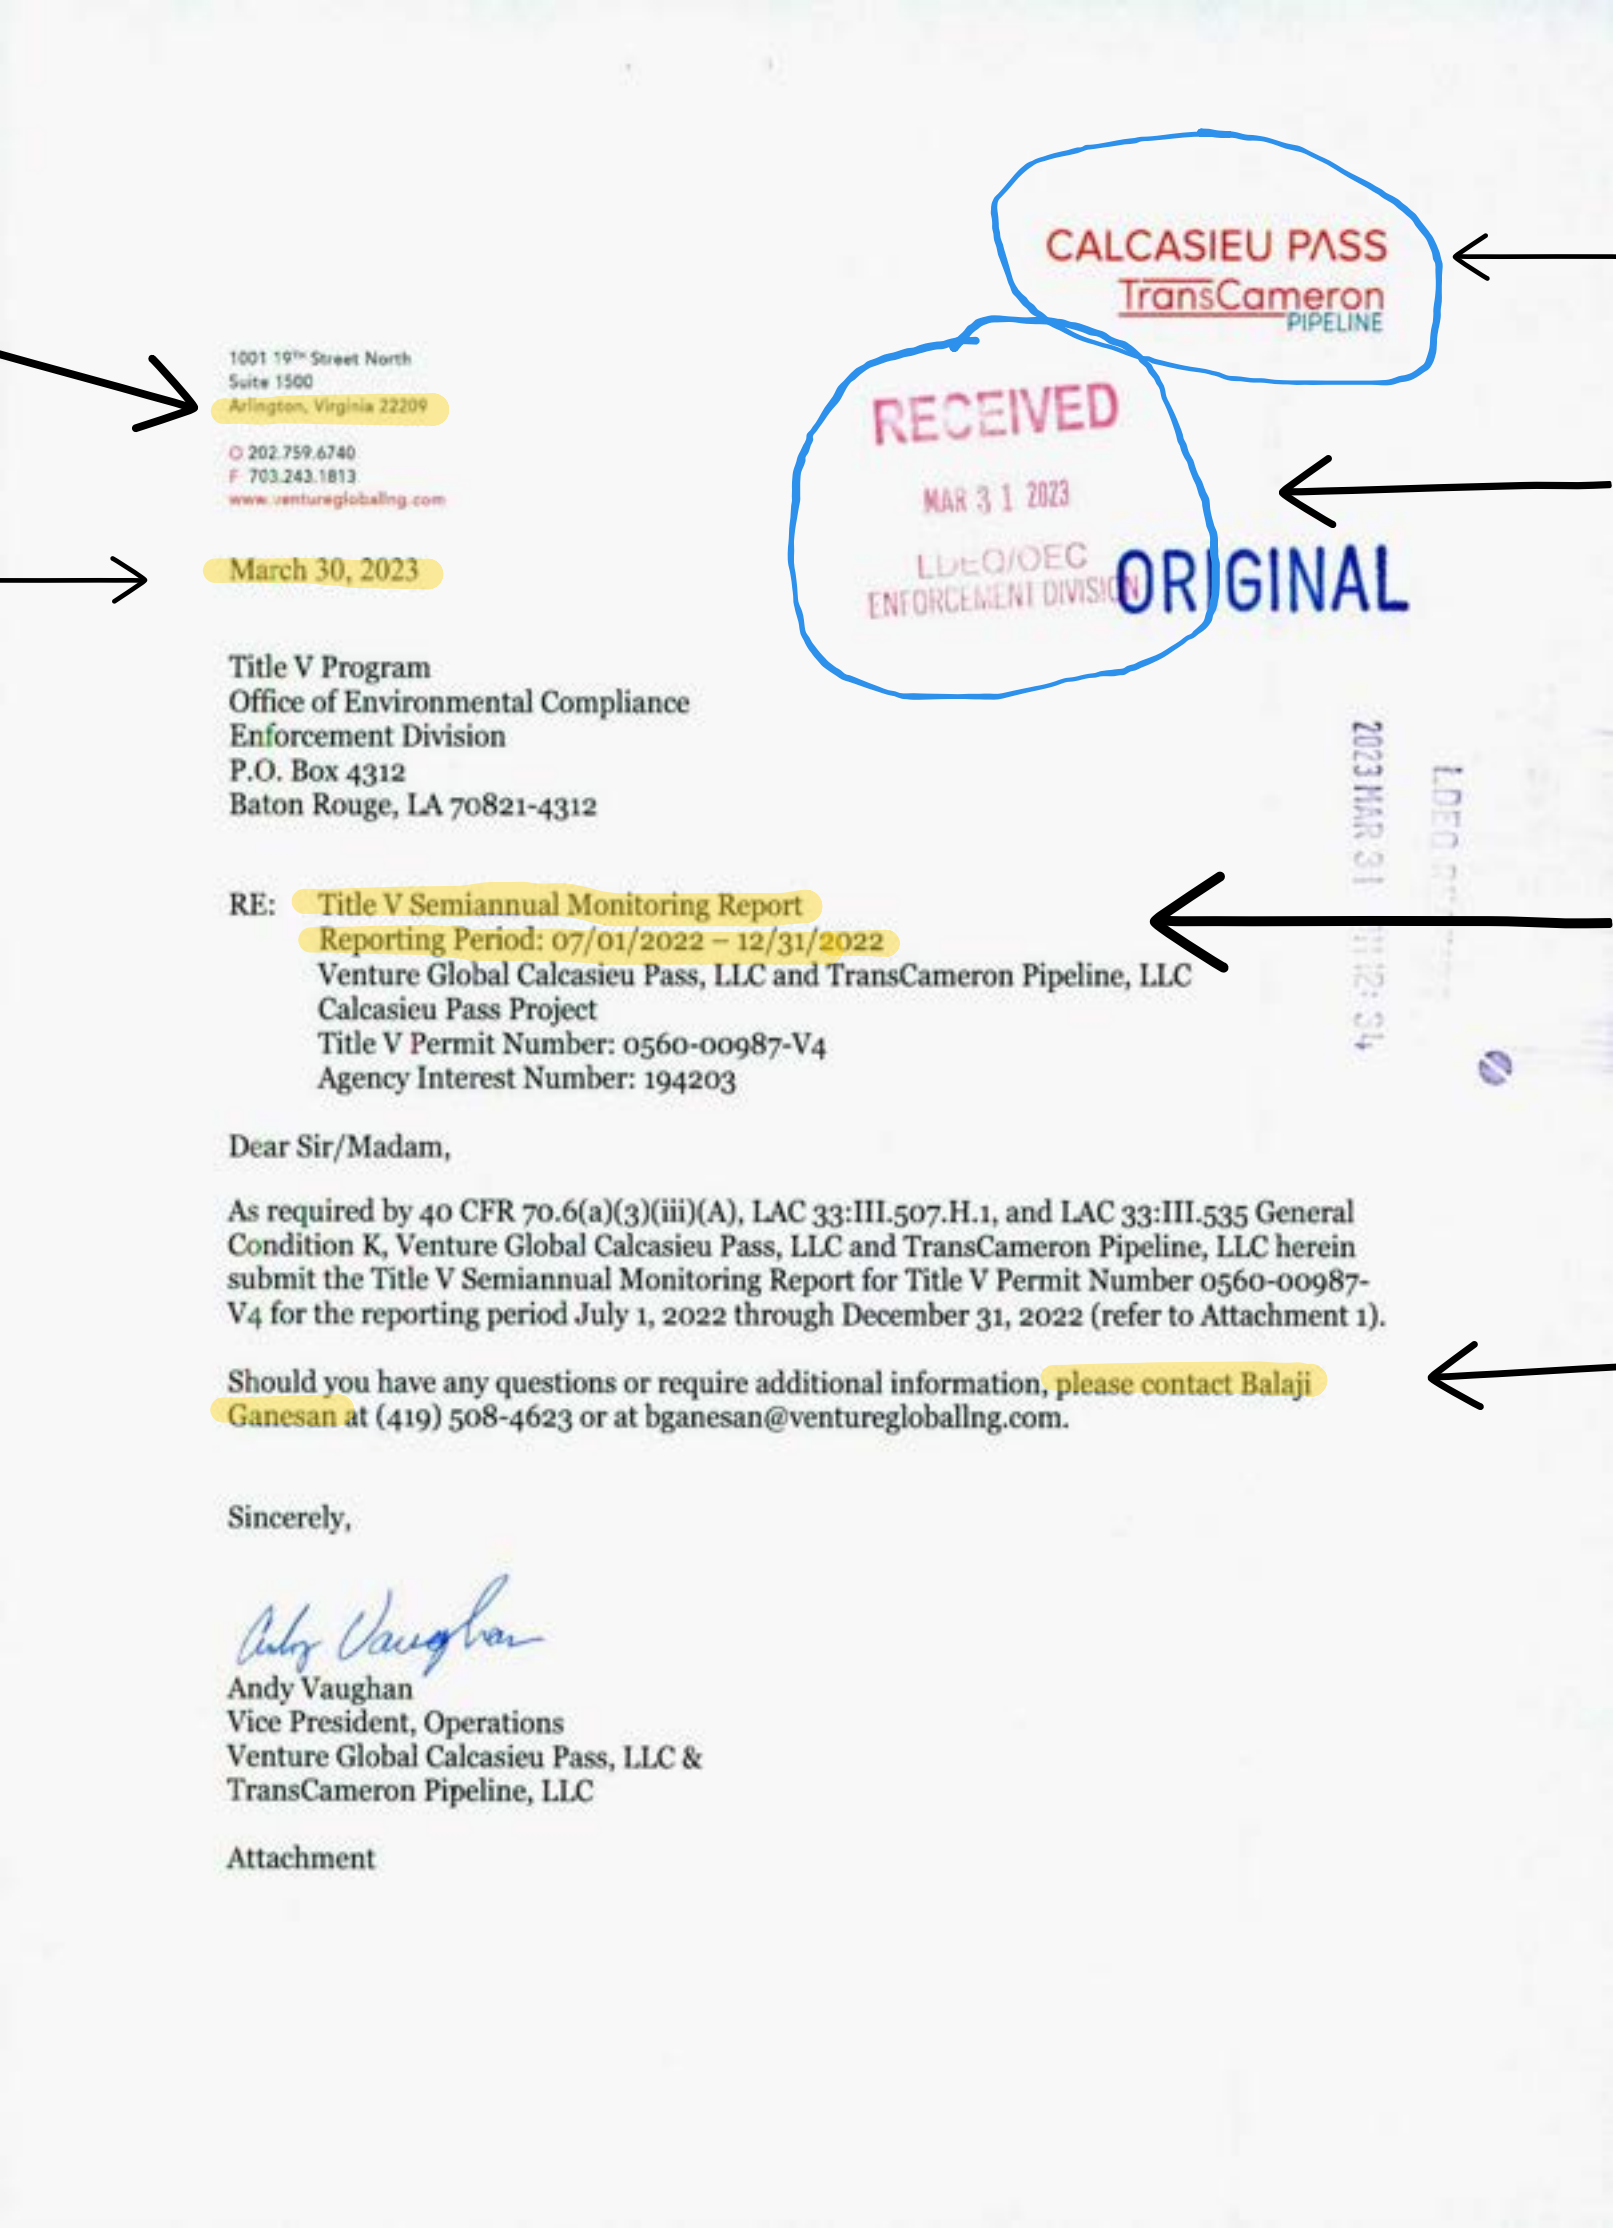 CALCASIEU PASS
TransCameron
PIPELINE
1001 19TH Street North
Suite 1500
Arlington, Virginia 22209
O 202.759.6740
F 703.243.1813
www.venturegloballng.com
RECEIVED
MAR 31 2023
LDEQ/OEC
ENFORCEMENT DIVISION
ORIGINAL
March 30, 2023
Title V Program
Office of Environmental Compliance
Enforcement Division
P.O. Box 4312
Baton Rouge, LA 70821-4312
2023 MAR 31
LDEQ
RE: Title V Semiannual Monitoring Report
Reporting Period: 07/01/2022 – 12/31/2022
Venture Global Calcasieu Pass, LLC and TransCameron Pipeline, LLC
Calcasieu Pass Project
Title V Permit Number: 0560-00987-V4
Agency Interest Number: 194203
Dear Sir/Madam,
As required by 40 CFR 70.6(a)(3)(iii)(A), LAC 33:III.507.H.1, and LAC 33:III.535 General
Condition K, Venture Global Calcasieu Pass, LLC and TransCameron Pipeline, LLC herein
submit the Title V Semiannual Monitoring Report for Title V Permit Number 0560-00987-
V4 for the reporting period July 1, 2022 through December 31, 2022 (refer to Attachment 1).
Should you have any questions or require additional information, please contact Balaji
Ganesan at (419) 508-4623 or at bganesan@venturegloballng.com.
Sincerely,
Andy Vaughan
Andy Vaughan
Vice President, Operations
Venture Global Calcasieu Pass, LLC &
TransCameron Pipeline, LLC
Attachment